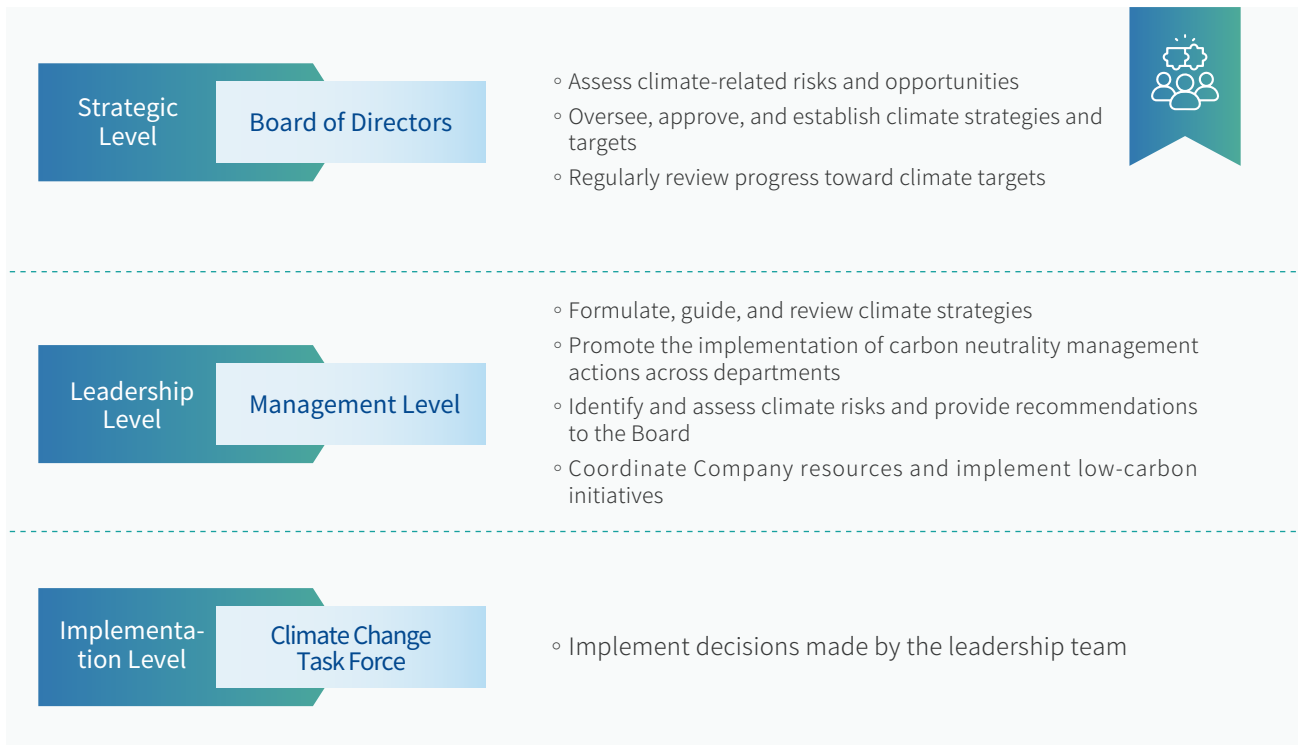 Strategic
Level
Board of Directors
◦ Assess climate-related risks and opportunities
◦ Oversee, approve, and establish climate strategies and
targets
◦ Regularly review progress toward climate targets
Leadership
Level
Management Level
◦ Formulate, guide, and review climate strategies
◦ Promote the implementation of carbon neutrality management
actions across departments
◦ Identify and assess climate risks and provide recommendations
to the Board
◦ Coordinate Company resources and implement low-carbon
initiatives
Implementa-
tion Level
Climate Change
Task Force
◦ Implement decisions made by the leadership team